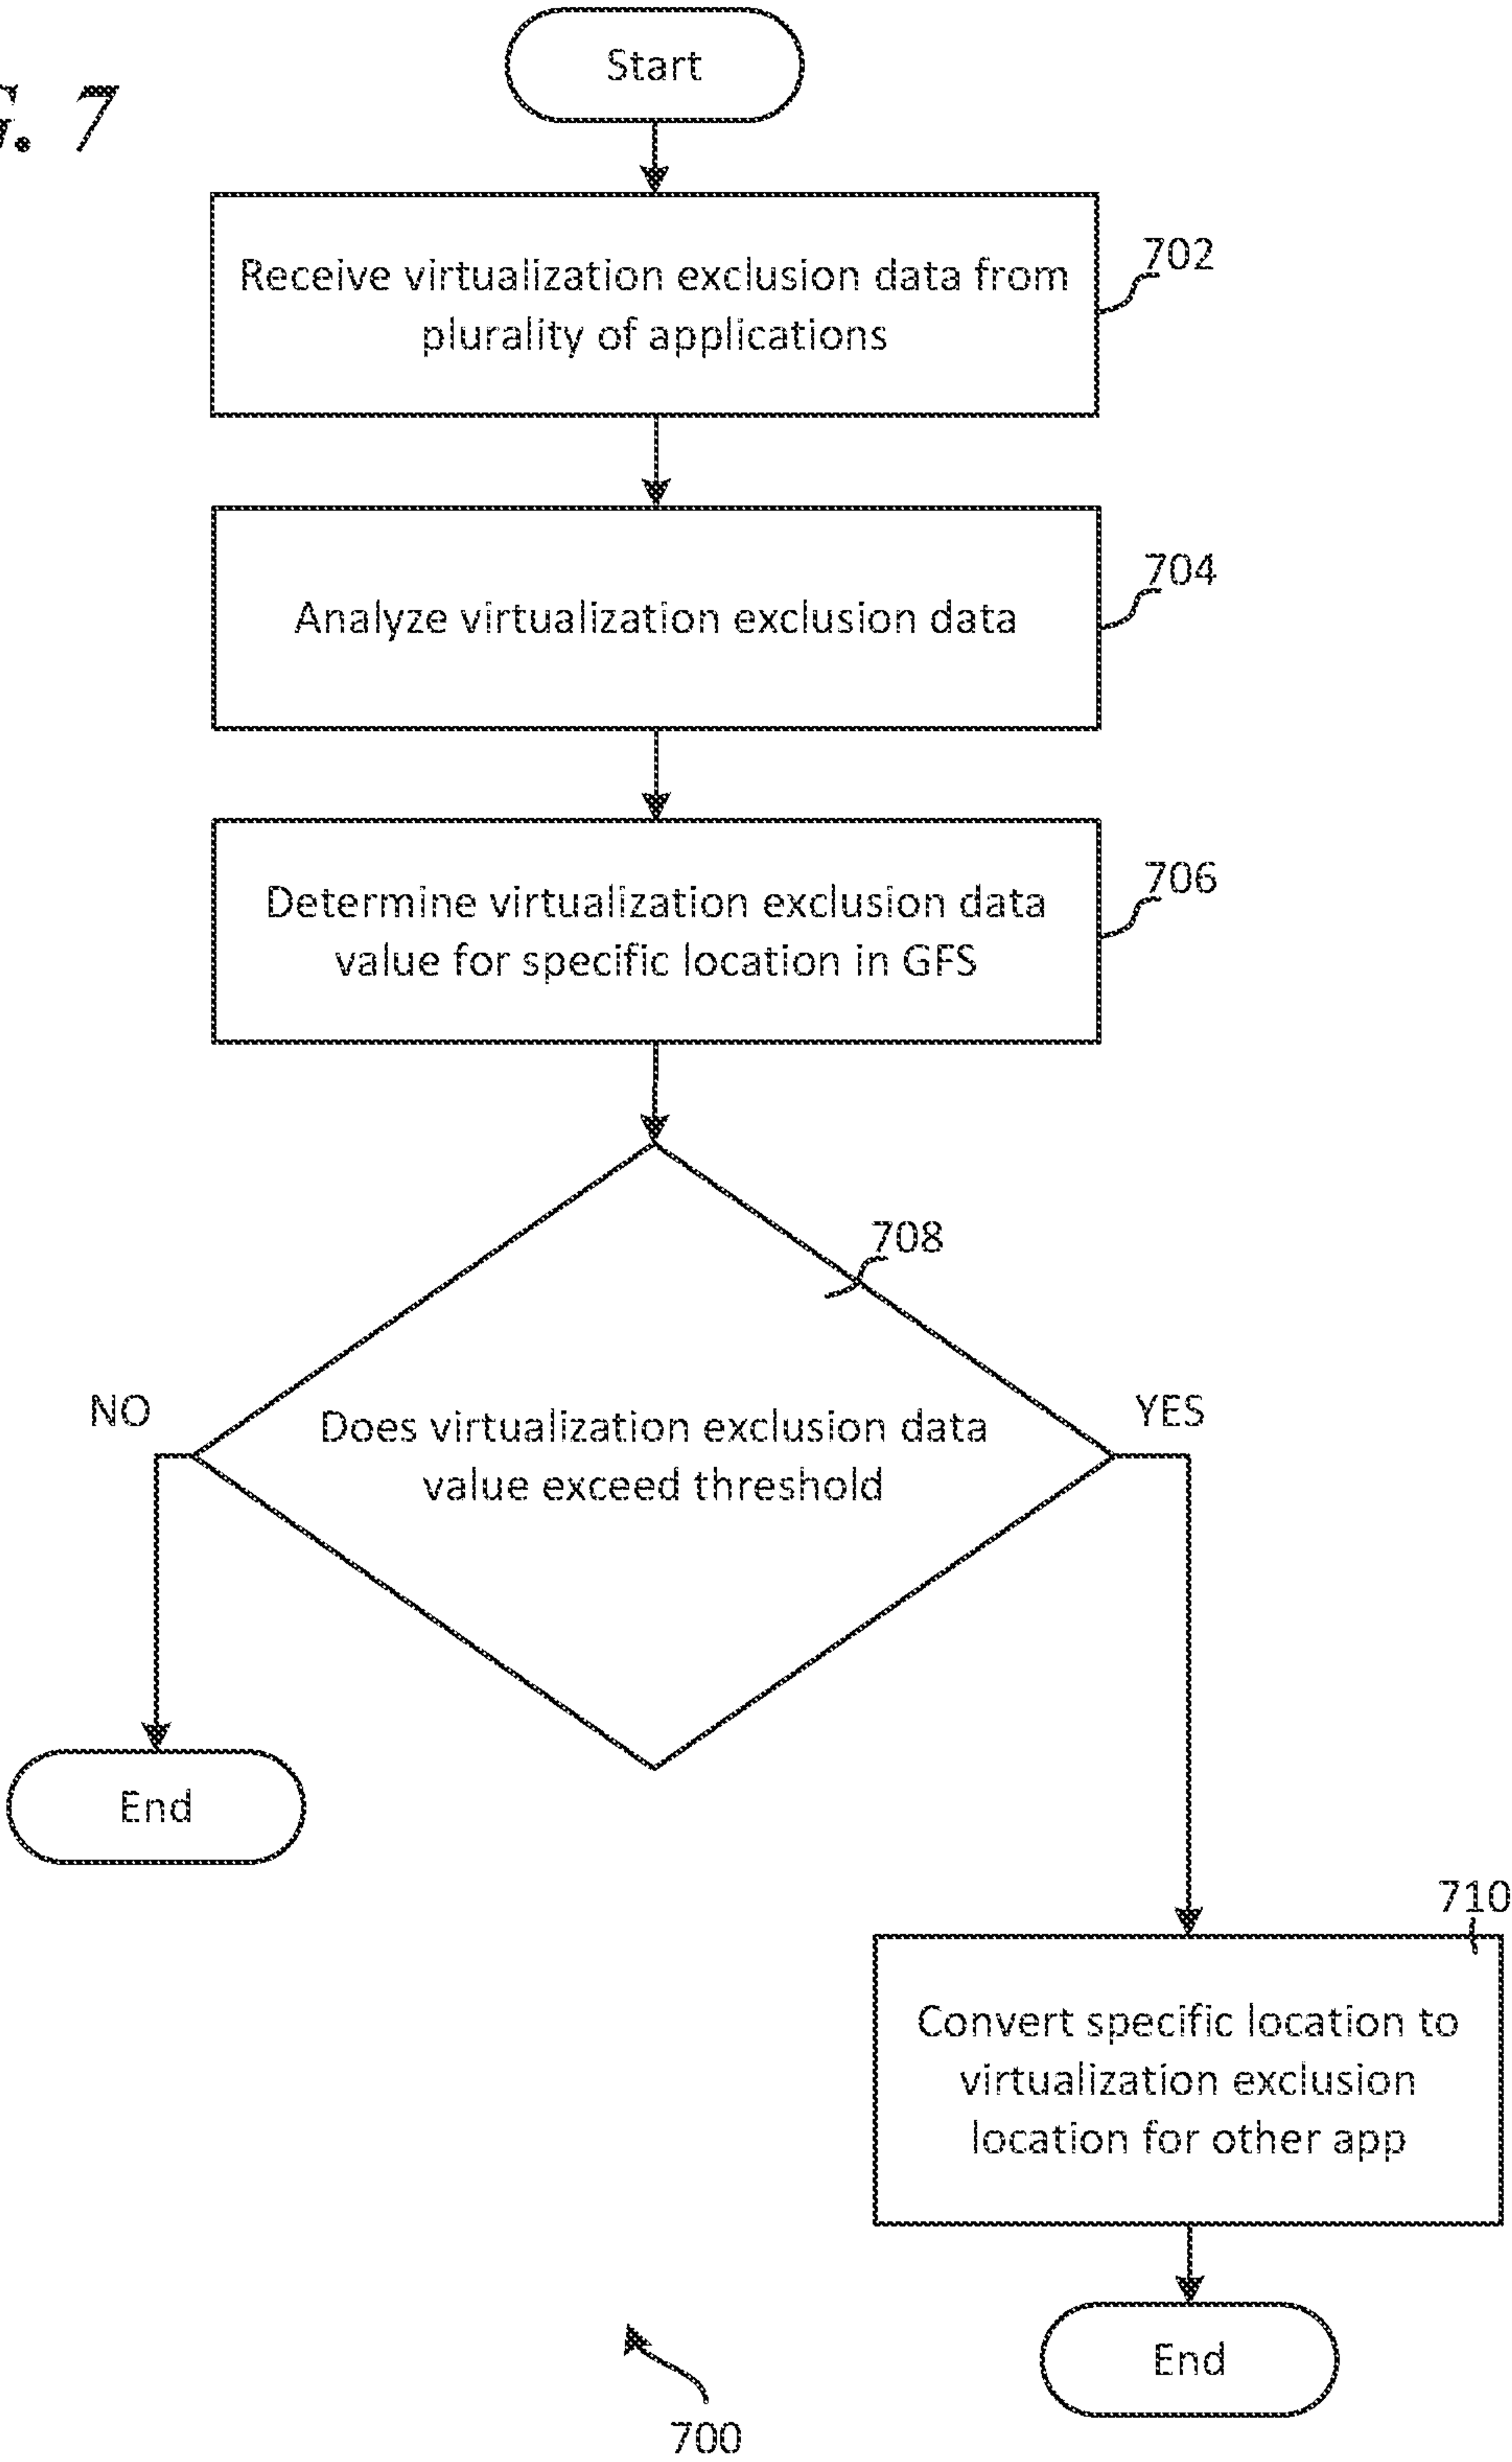 . 7
Start
Receive virtualization exclusion data from
plurality of applications
702
Analyze virtualization exclusion data
704
Determine virtualization exclusion data
value for specific location in GFS
706
708
NO
Does virtualization exclusion data
value exceed threshold
YES
End
710
Convert specific location to
virtualization exclusion
location for other app
End
700